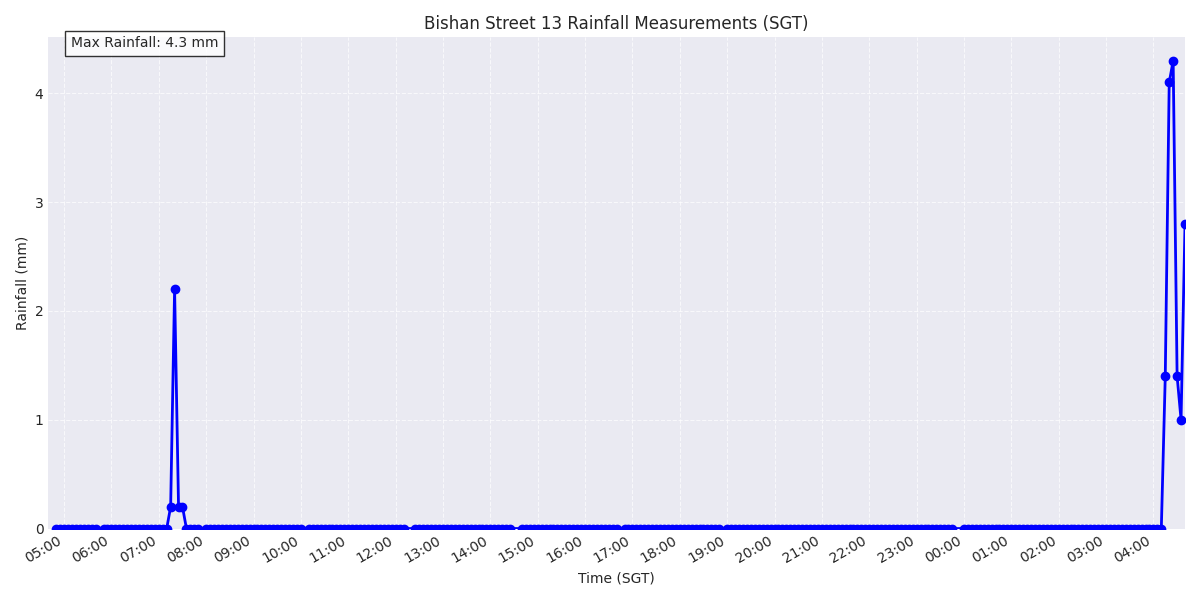 Bishan Street 13 Rainfall Measurements (SGT)
Max Rainfall: 4.3 mm
Rainfall (mm)
4
3
2
1
0
05:00 06:00 07:00 08:00 09:00 10:00 11:00 12:00 13:00 14:00 15:00 16:00 17:00 18:00 19:00 20:00 21:00 22:00 23:00 00:00 01:00 02:00 03:00 04:00
Time (SGT)